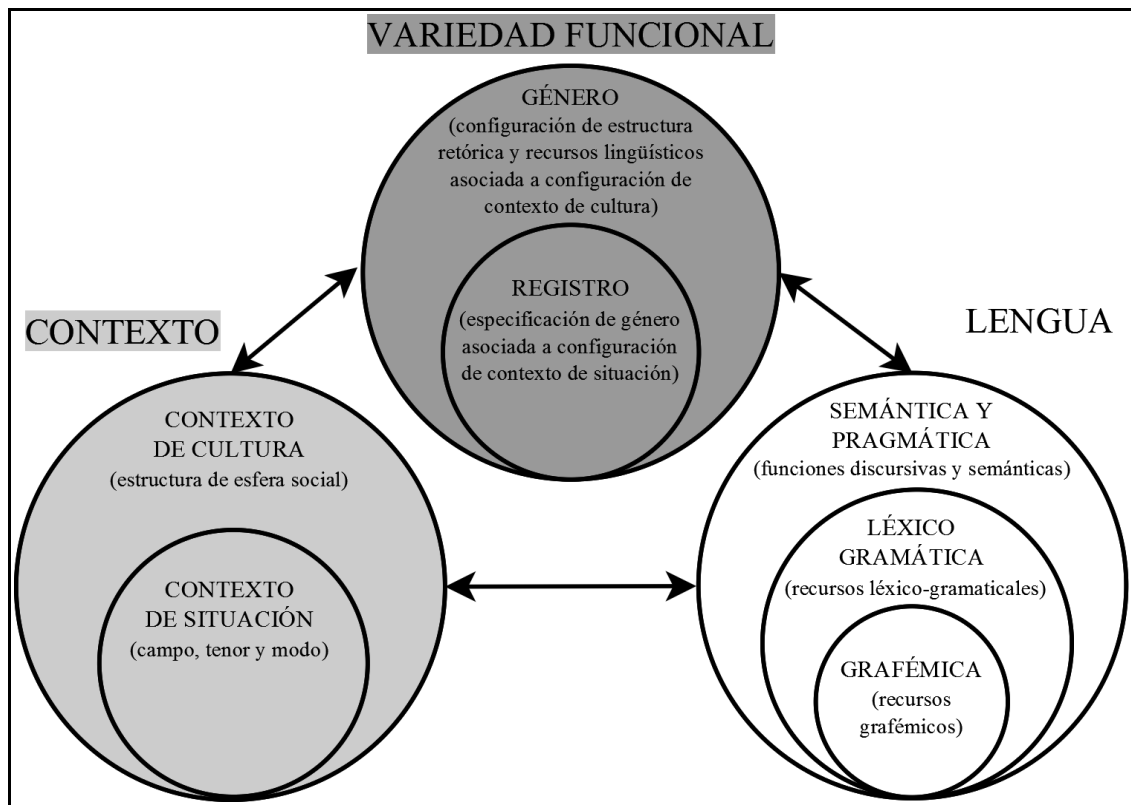 VARIEDAD FUNCIONAL
GÉNERO
(configuración de estructura
retórica y recursos lingüísticos
asociada a configuración de
contexto de cultura)
REGISTRO
(especificación de género
asociada a configuración
de contexto de situación)
CONTEXTO
CONTEXTO
DE CULTURA
(estructura de esfera social)
CONTEXTO
DE SITUACIÓN
(campo, tenor y modo)
LENGUA
SEMÁNTICA Y
PRAGMÁTICA
(funciones discursivas y semánticas)
LÉXICO
GRAMÁTICA
(recursos léxico-gramaticales)
GRAFÉMICA
(recursos
grafémicos)